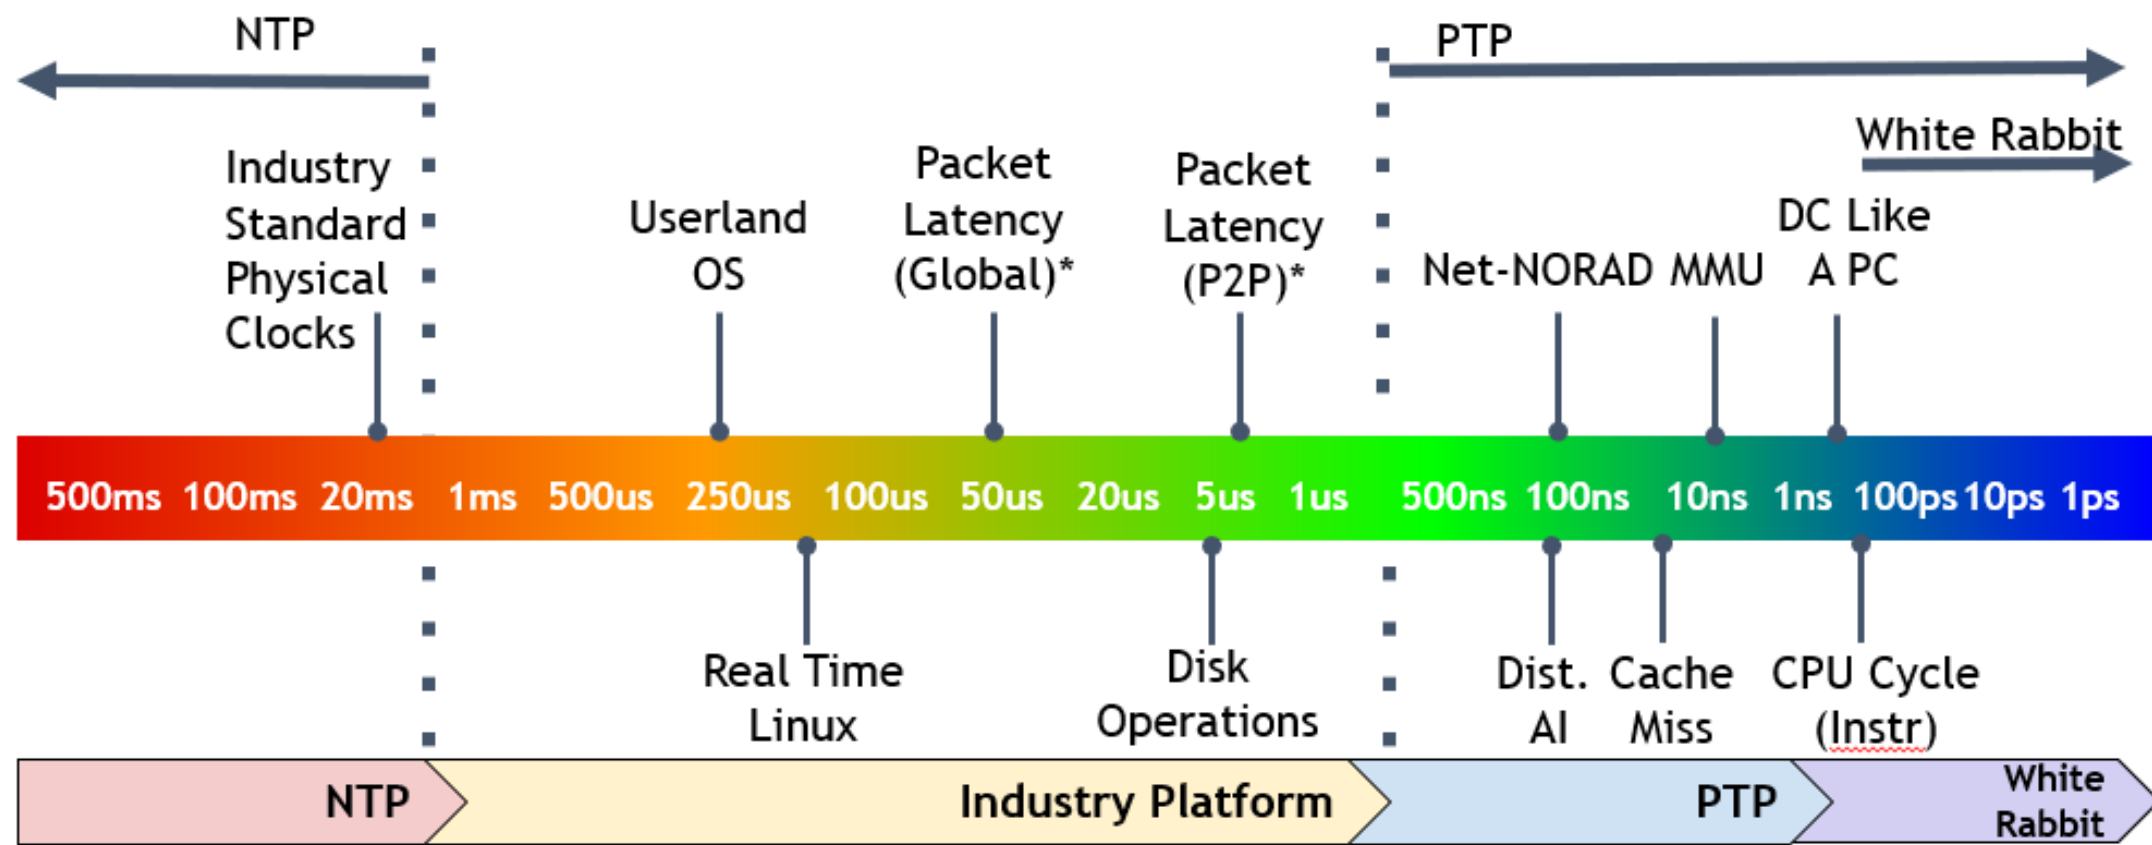 NTP
PTP
White Rabbit
Industry
Standard
Physical
Clocks
Userland
OS
Packet
Latency
(Global)*
Packet
Latency
(P2P)*
Net-NORAD
MMU
DC Like
A PC
500ms 100ms 20ms 1ms 500us 250us 100us 50us 20us 5us 1us 500ns 100ns 10ns 1ns 100ps 10ps 1ps
Real Time
Linux
Disk
Operations
Dist.
AI
Cache
Miss
CPU Cycle
(Instr)
NTP
Industry Platform
PTP
White
Rabbit